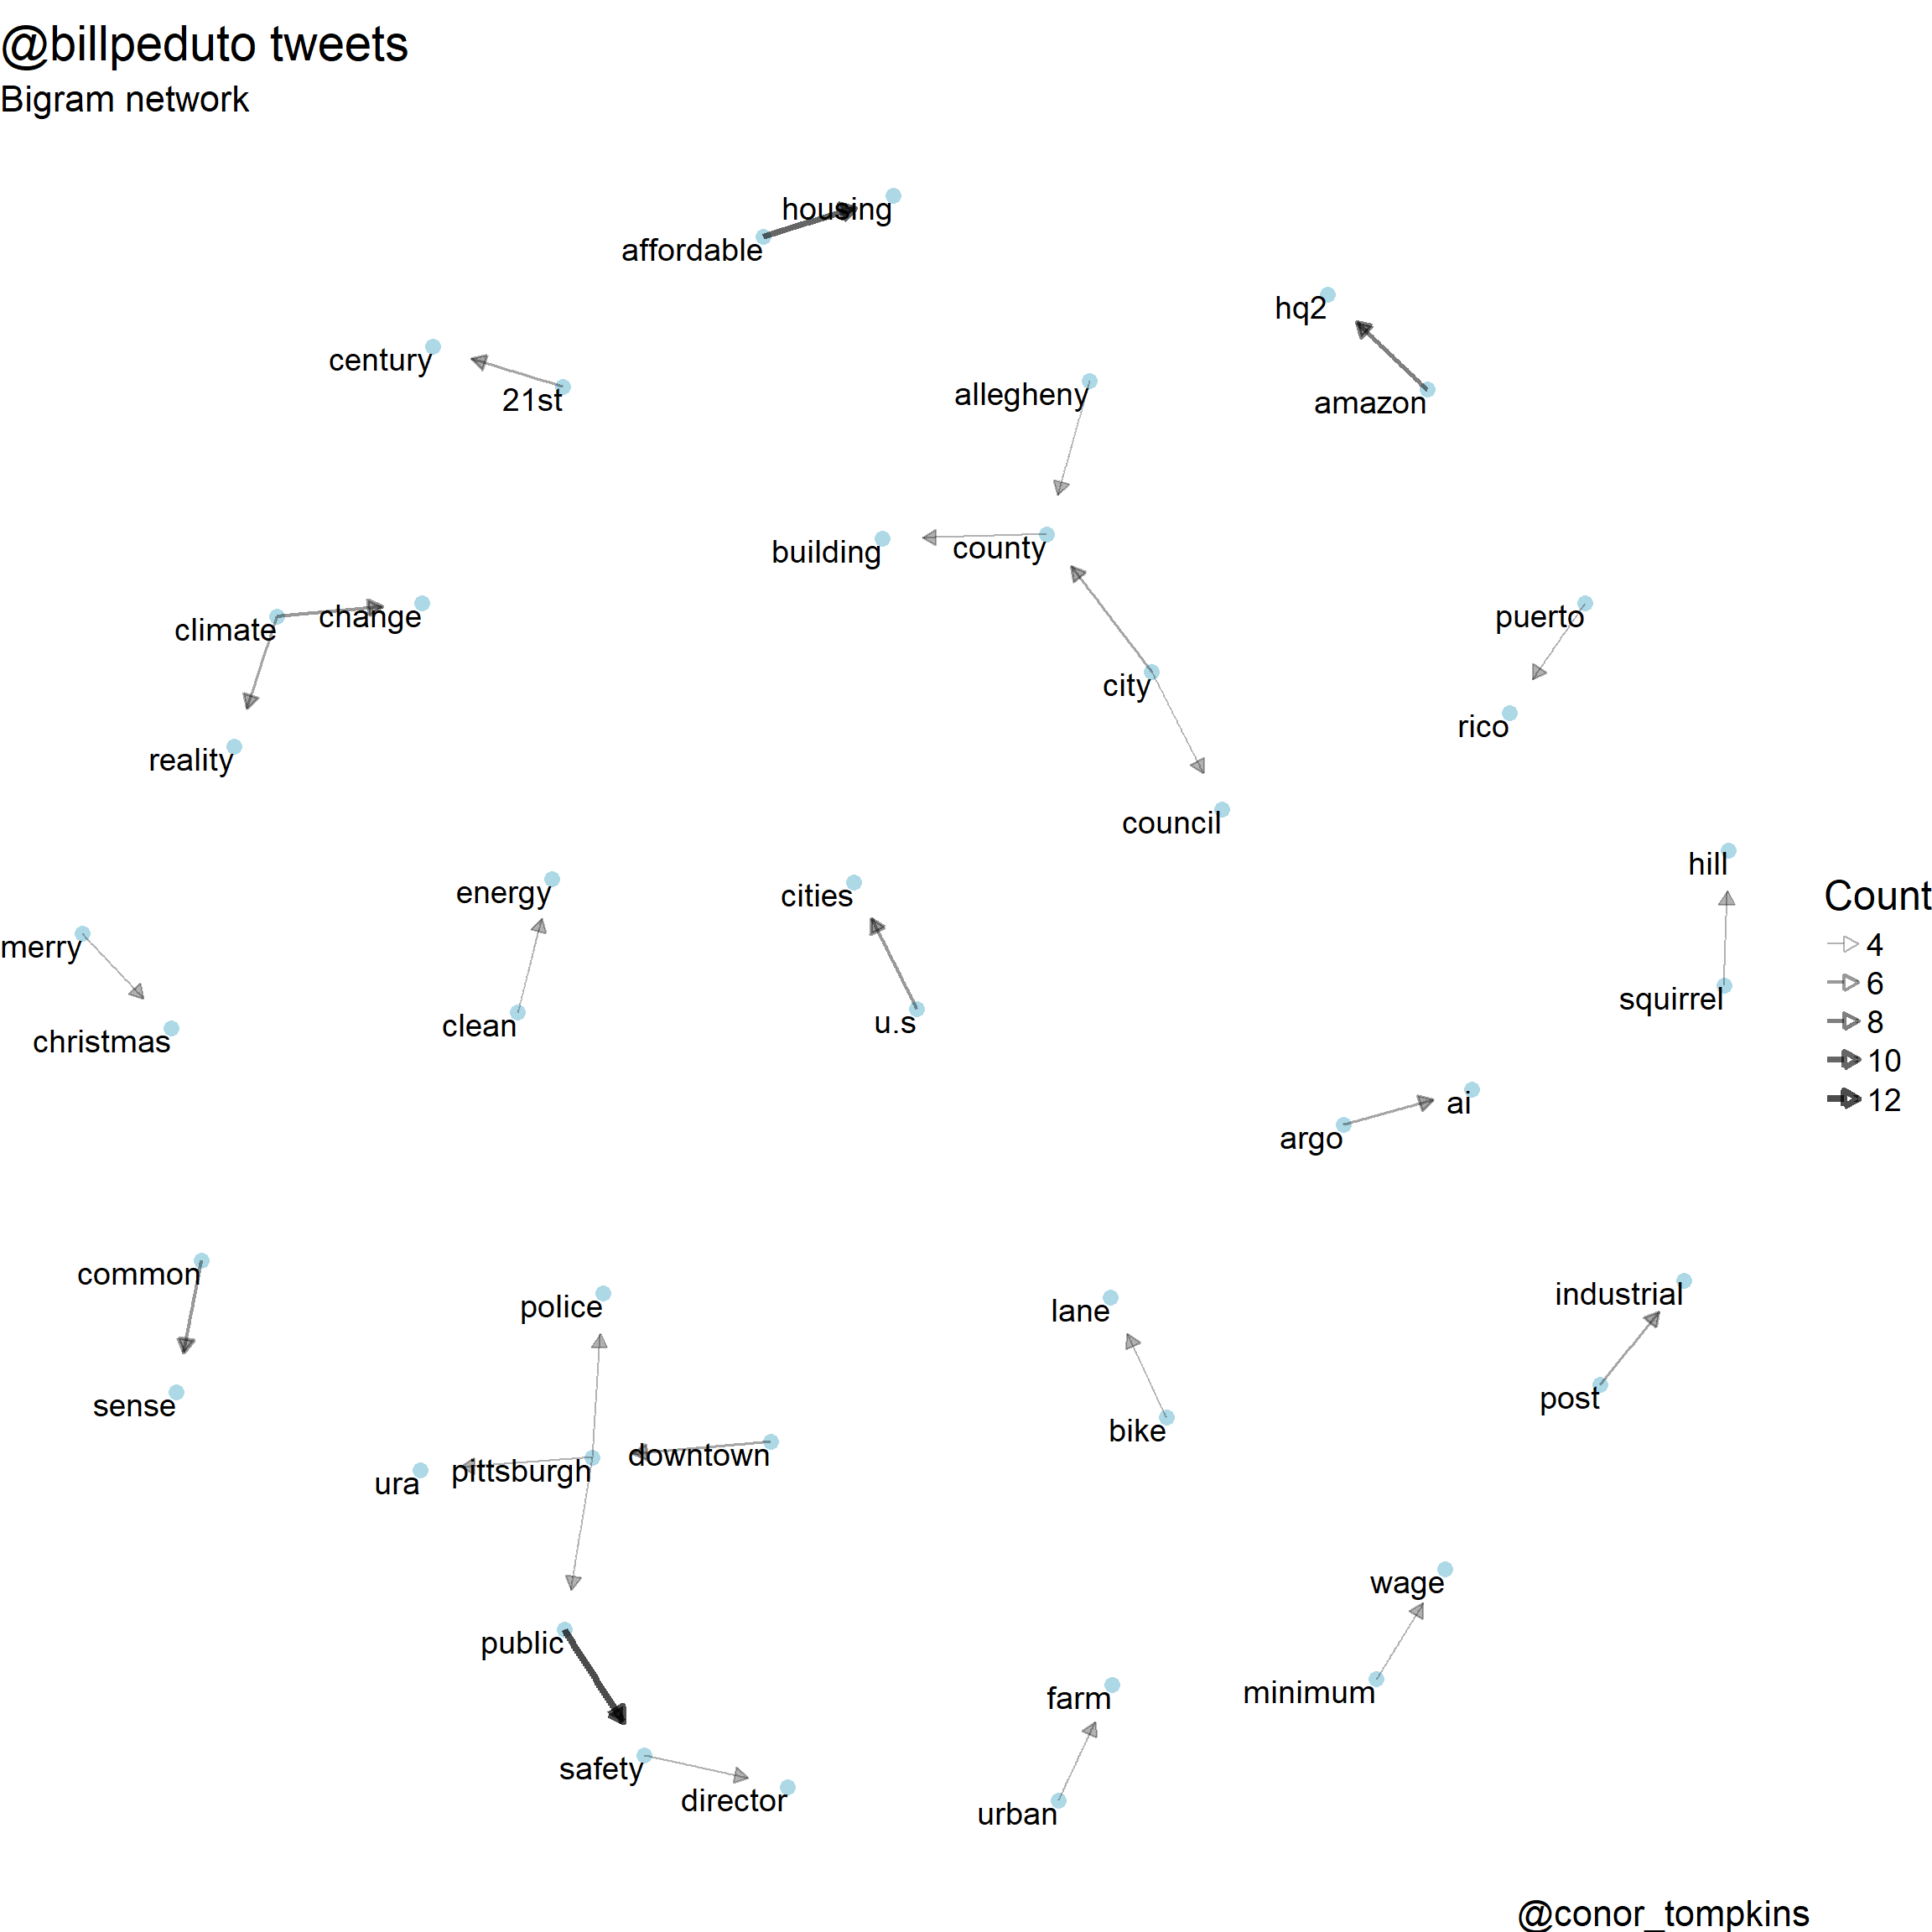 @billpeduto tweets
Bigram network
housing
affordable
hq2
century
21st
allegheny
amazon
building
county
climate
change
puerto
city
rico
reality
council
hill
energy
cities
Count
merry
4
6
squirrel
8
u.s
clean
christmas
10
12
ai
argo
common
police
lane
industrial
sense
post
bike
downtown
pittsburgh
ura
wage
public
minimum
farm
safety
director
urban
@conor_tompkins